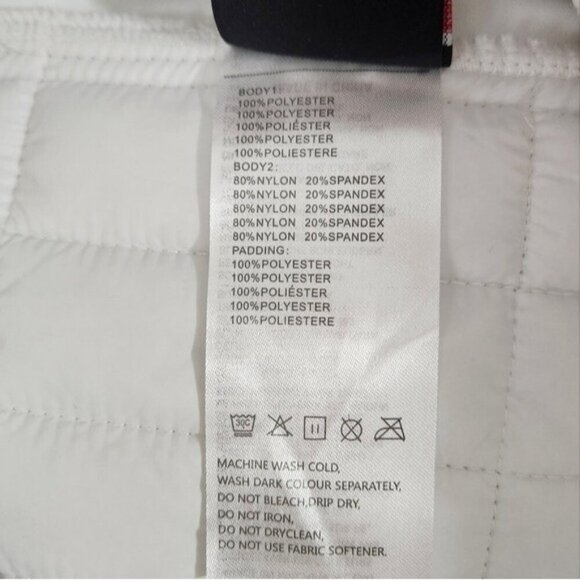 BODY1:
100%POLYESTER
100%POLYESTER
100%POLIÉSTER
100%POLYESTER
100%POLIESTERE
BODY2:
80%NYLON 20%SPANDEX
80%NYLON 20%SPANDEX
80%NYLON 20%SPANDEX
80%NYLON 20%SPANDEX
80%NYLON 20%SPANDEX
PADDING:
100%POLYESTER
100%POLYESTER
100%POLIÉSTER
100%POLYESTER
100%POLIESTERE
30C
MACHINE WASH COLD,
WASH DARK COLOUR SEPARATELY,
DO NOT BLEACH,DRIP DRY,
DO NOT IRON,
DO NOT DRYCLEAN,
DO NOT USE FABRIC SOFTENER.